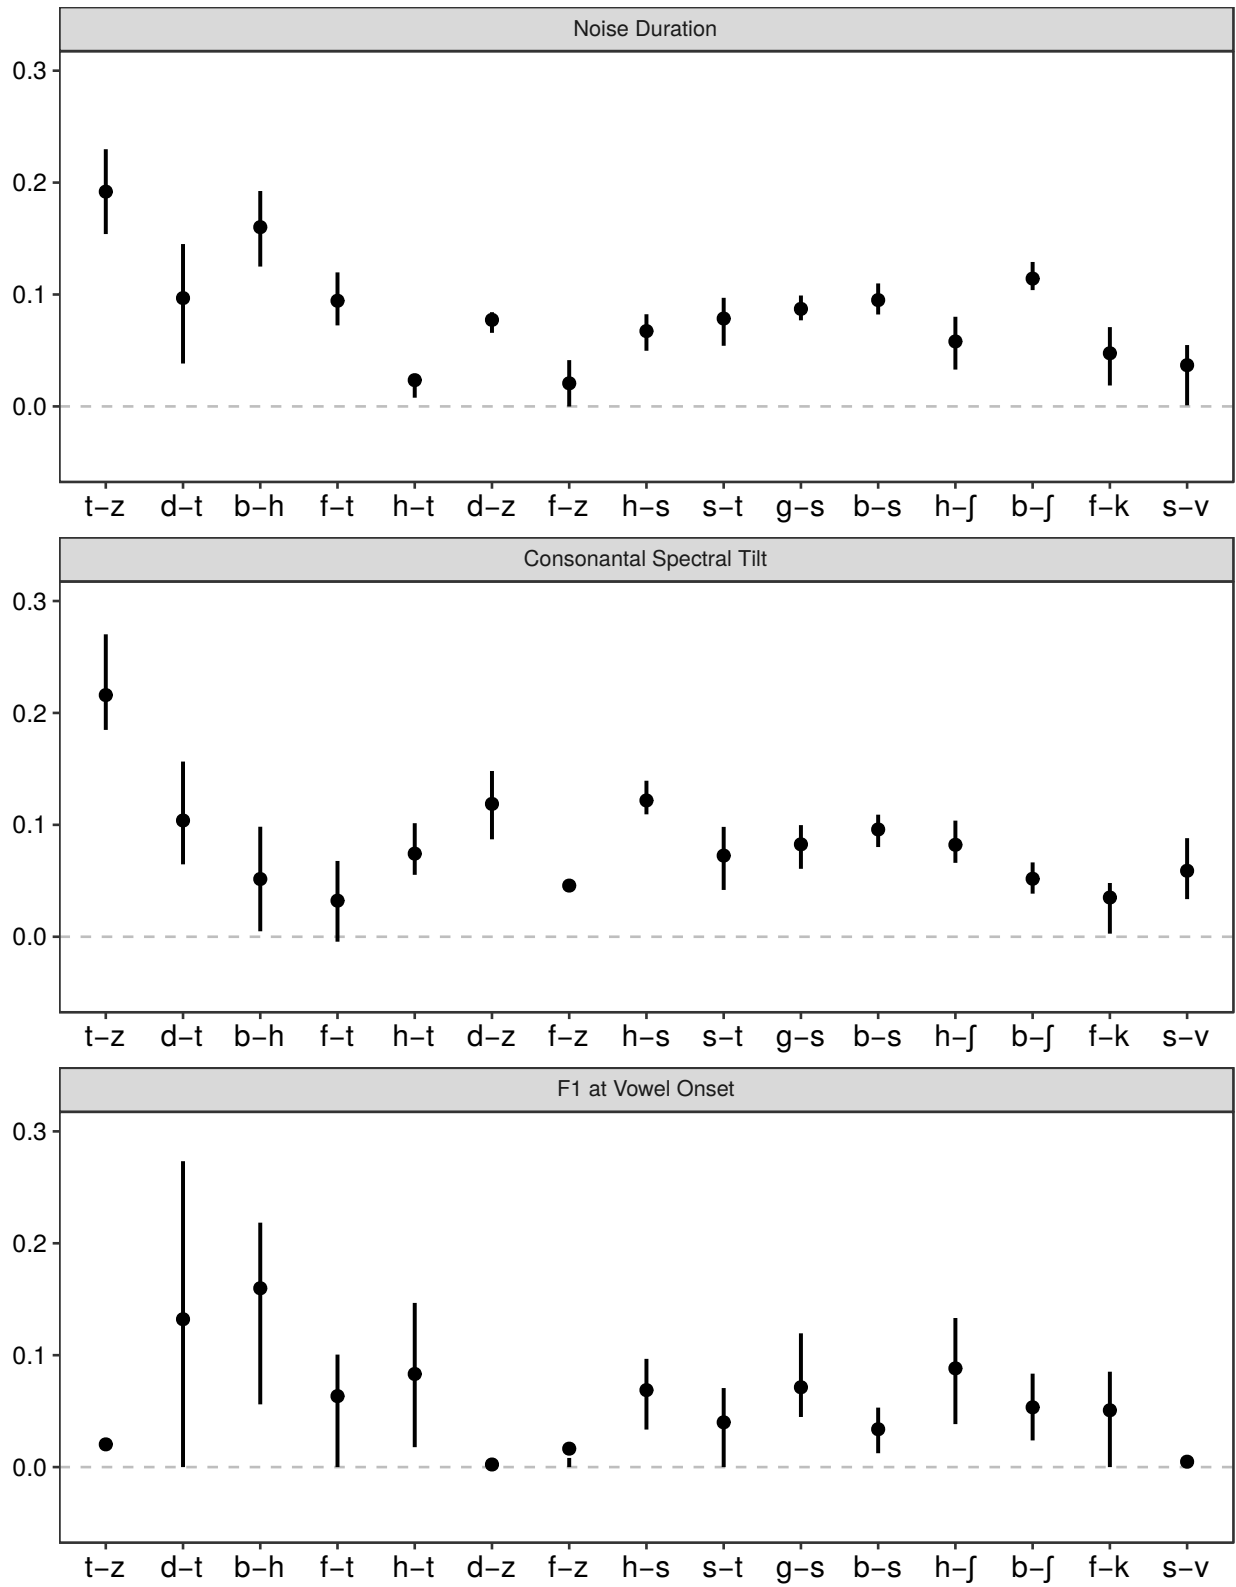 Noise Duration
0.3
0.2
0.1
0.0
t–z d–t b–h f–t h–t d–z f–z h–s s–t g–s b–s h–ʃ b–ʃ f–k s–v
Consonantal Spectral Tilt
0.3
0.2
0.1
0.0
t–z d–t b–h f–t h–t d–z f–z h–s s–t g–s b–s h–ʃ b–ʃ f–k s–v
F1 at Vowel Onset
0.3
0.2
0.1
0.0
t–z d–t b–h f–t h–t d–z f–z h–s s–t g–s b–s h–ʃ b–ʃ f–k s–v